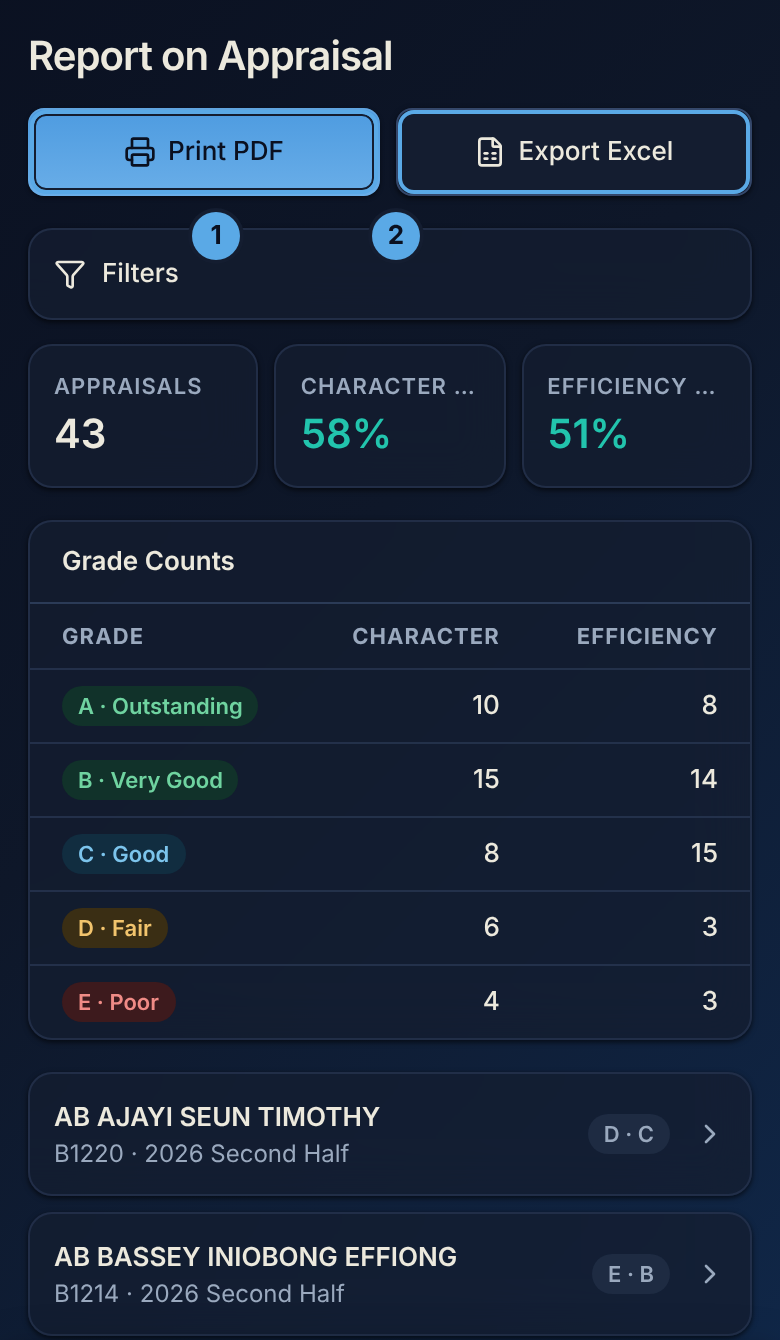 Report on Appraisal
Print PDF
Export Excel
1
2
Filters
APPRAISALS
CHARACTER ...
EFFICIENCY ...
43
58%
51%
Grade Counts
GRADE CHARACTER EFFICIENCY
A · Outstanding 10 8
B · Very Good 15 14
C · Good 8 15
D · Fair 6 3
E · Poor 4 3
AB AJAYI SEUN TIMOTHY
B1220 · 2026 Second Half
D · C
AB BASSEY INIOBONG EFFIONG
B1214 · 2026 Second Half
E · B